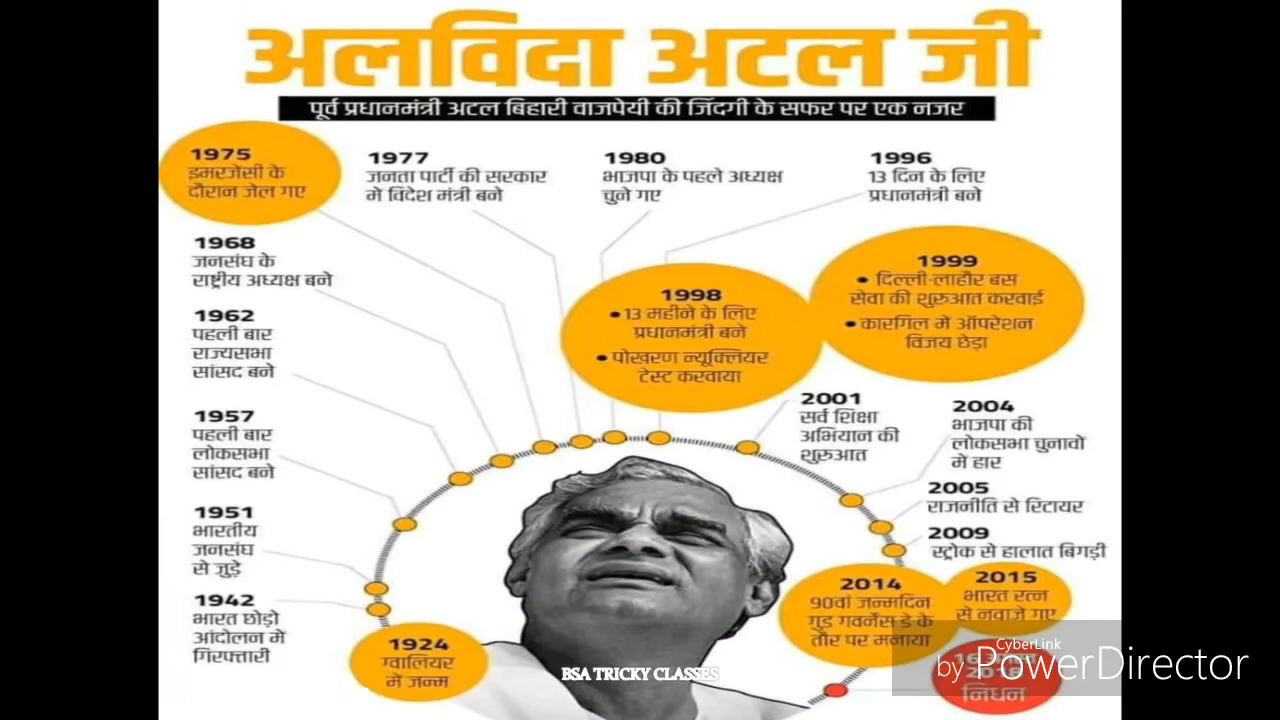 अलविदा अटल जी
पूर्व प्रधानमंत्री अटल बिहारी वाजपेयी की जिंदगी के सफर पर एक नजर
1975
इमरजेंसी के
दौरान जेल गए
1977
जनता पार्टी की सरकार
में विदेश मंत्री बने
1980
भाजपा के पहले अध्यक्ष
चुने गए
1996
13 दिन के लिए
प्रधानमंत्री बने
1968
जनसंघ के
राष्ट्रीय अध्यक्ष बने
1998
• 13 महीने के लिए
प्रधानमंत्री बने
• पोखरण न्यूक्लियर
टेस्ट करवाया
1999
• दिल्ली-लाहौर बस
सेवा की शुरुआत करवाई
• कारगिल में ऑपरेशन
विजय छेड़ा
1962
पहली बार
राज्यसभा
सांसद बने
1957
पहली बार
लोकसभा
सांसद बने
2001
सर्व शिक्षा
अभियान की
शुरुआत
2004
भाजपा की
लोकसभा चुनावों
में हार
2005
राजनीति से रिटायर
2009
स्ट्रोक से हालात बिगड़ी
1951
भारतीय
जनसंघ
से जुड़े
1942
भारत छोड़ो
आंदोलन में
गिरफ्तारी
1924
ग्वालियर
में जन्म
2014
90वां जन्मदिन
गुड गवर्नेंस डे के
तौर पर मनाया
2015
भारत रत्न
से नवाजे गए
2018
निधन
BSA TRICKY CLASSES
CyberLink
by PowerDirector